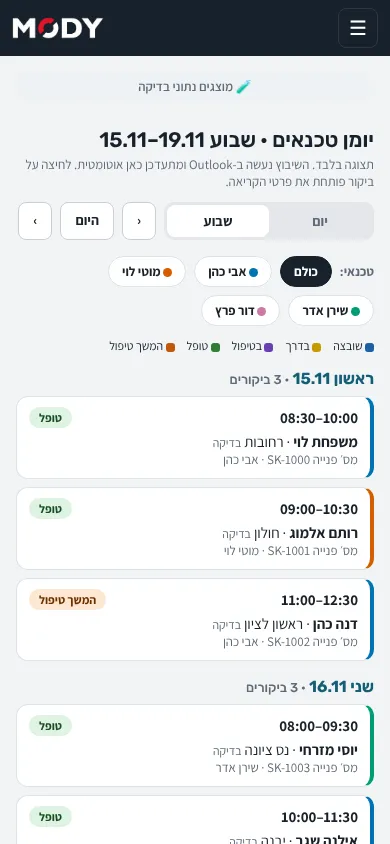 MODY
☰
🧪 מוצגים נתוני בדיקה
יומן טכנאים • שבוע 15.11–19.11
תצוגה בלבד. השיבוץ נעשה ב-Outlook ומתעדכן כאן אוטומטית. לחיצה על
ביקור פותחת את פרטי הקריאה.
יום שבוע › היום ‹
טכנאי: כולם אבי כהן מוטי לוי
שירן אדר דור פרץ
שובצה בדרך בטיפול טופל המשך טיפול
ראשון 15.11 • 3 ביקורים
08:30–10:00 טופל
משפחת לוי · רחובות בדיקה
מס׳ פנייה SK-1000 · אבי כהן
09:00–10:30 טופל
רותם אלמוג · חולון בדיקה
מס׳ פנייה SK-1001 · מוטי לוי
11:00–12:30 המשך טיפול
דנה כהן · ראשון לציון בדיקה
מס׳ פנייה SK-1002 · אבי כהן
שני 16.11 • 3 ביקורים
08:00–09:30 טופל
יוסי מזרחי · נס ציונה בדיקה
מס׳ פנייה SK-1003 · שירן אדר
10:00–11:30 טופל
אילנה שגב · יבנה בדיקה